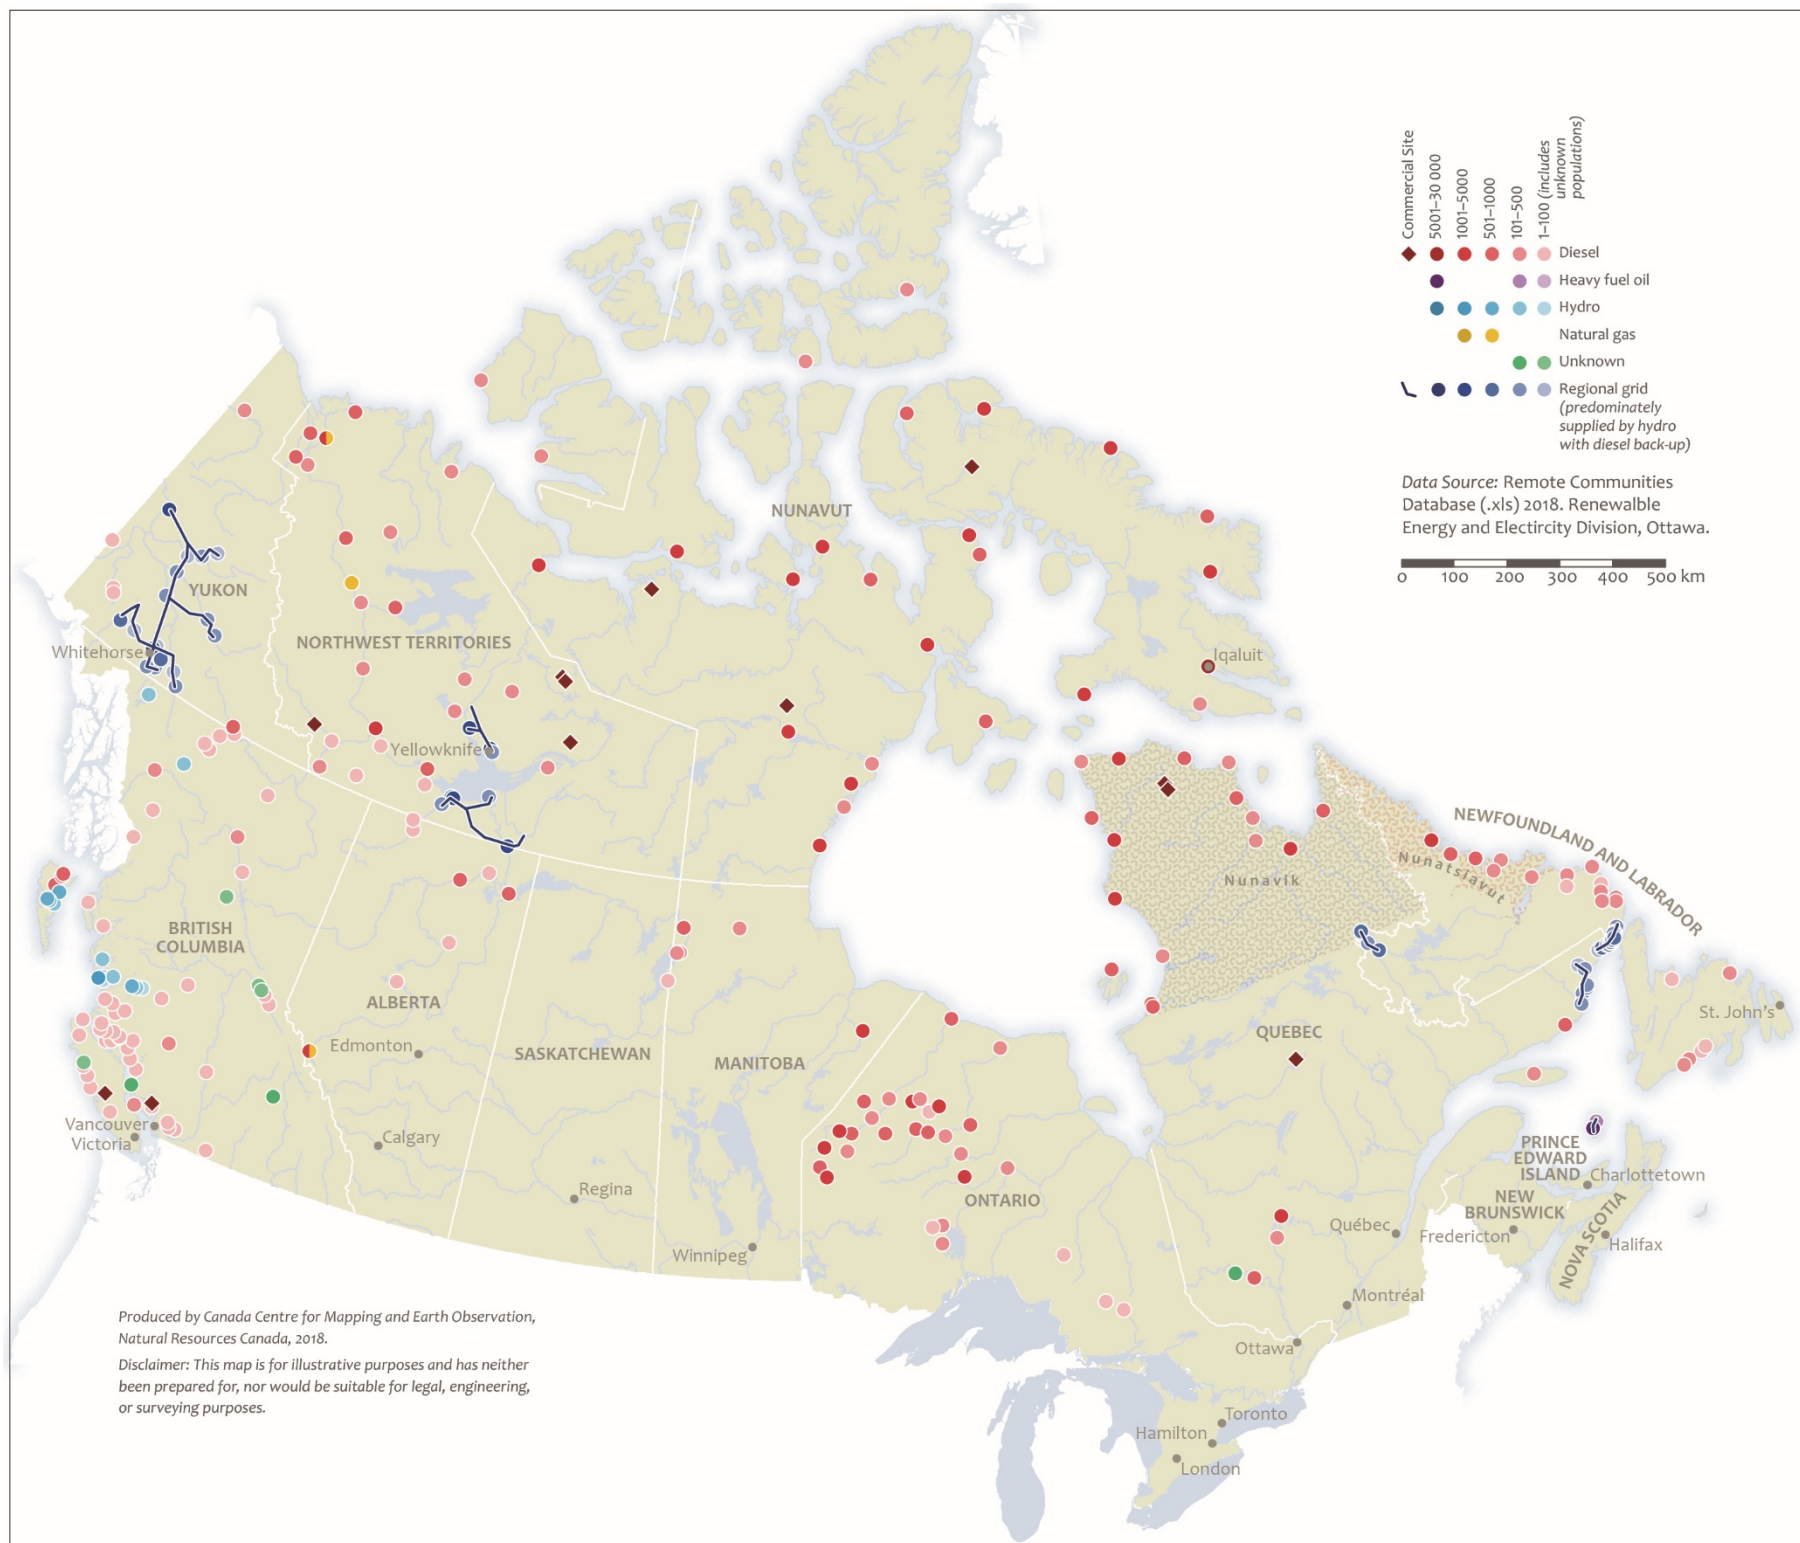 Commercial Site
5001–30 000
1001–5000
501–1000
101–500
1–100 (includes
unknown
populations)
Diesel
Heavy fuel oil
Hydro
Natural gas
Unknown
Regional grid
(predominately
supplied by hydro
with diesel back-up)
Data Source: Remote Communities
Database (.xls) 2018. Renewalble
Energy and Electircity Division, Ottawa.
0 100 200 300 400 500 km
NUNAVUT
YUKON
NORTHWEST TERRITORIES
Whitehorse
Iqaluit
Yellowknife
NEWFOUNDLAND AND LABRADOR
Nunatsiavut
Nunavik
BRITISH
COLUMBIA
ALBERTA
Edmonton
SASKATCHEWAN
MANITOBA
QUEBEC
St. John's
Vancouver
Victoria
Calgary
Regina
Winnipeg
ONTARIO
PRINCE
EDWARD
ISLAND
Charlottetown
NEW
BRUNSWICK
Québec
Fredericton
NOVA SCOTIA
Halifax
Montréal
Ottawa
Toronto
Hamilton
London
Produced by Canada Centre for Mapping and Earth Observation,
Natural Resources Canada, 2018.
Disclaimer: This map is for illustrative purposes and has neither
been prepared for, nor would be suitable for legal, engineering,
or surveying purposes.